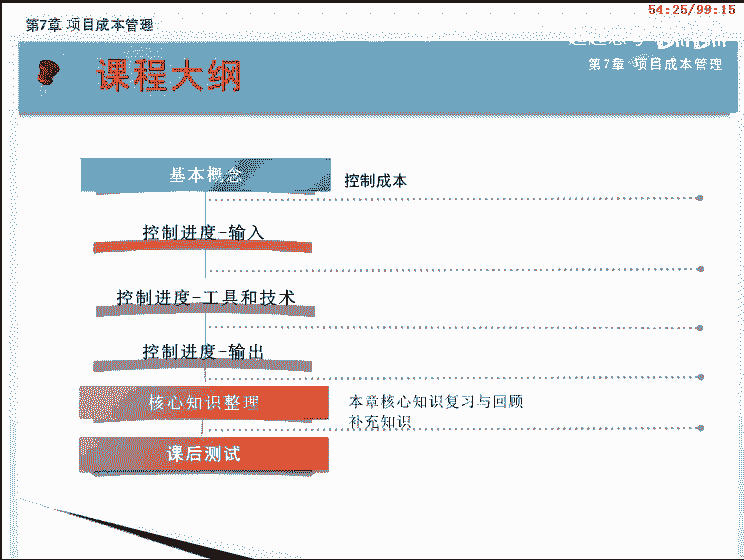 54:25/99:15
第7章 项目成本管理
课程大纲
第7章 项目成本管理
基本概念
控制成本
控制进度-输入
控制进度-工具和技术
控制进度-输出
核心知识整理
本章核心知识复习与回顾
补充知识
课后测试